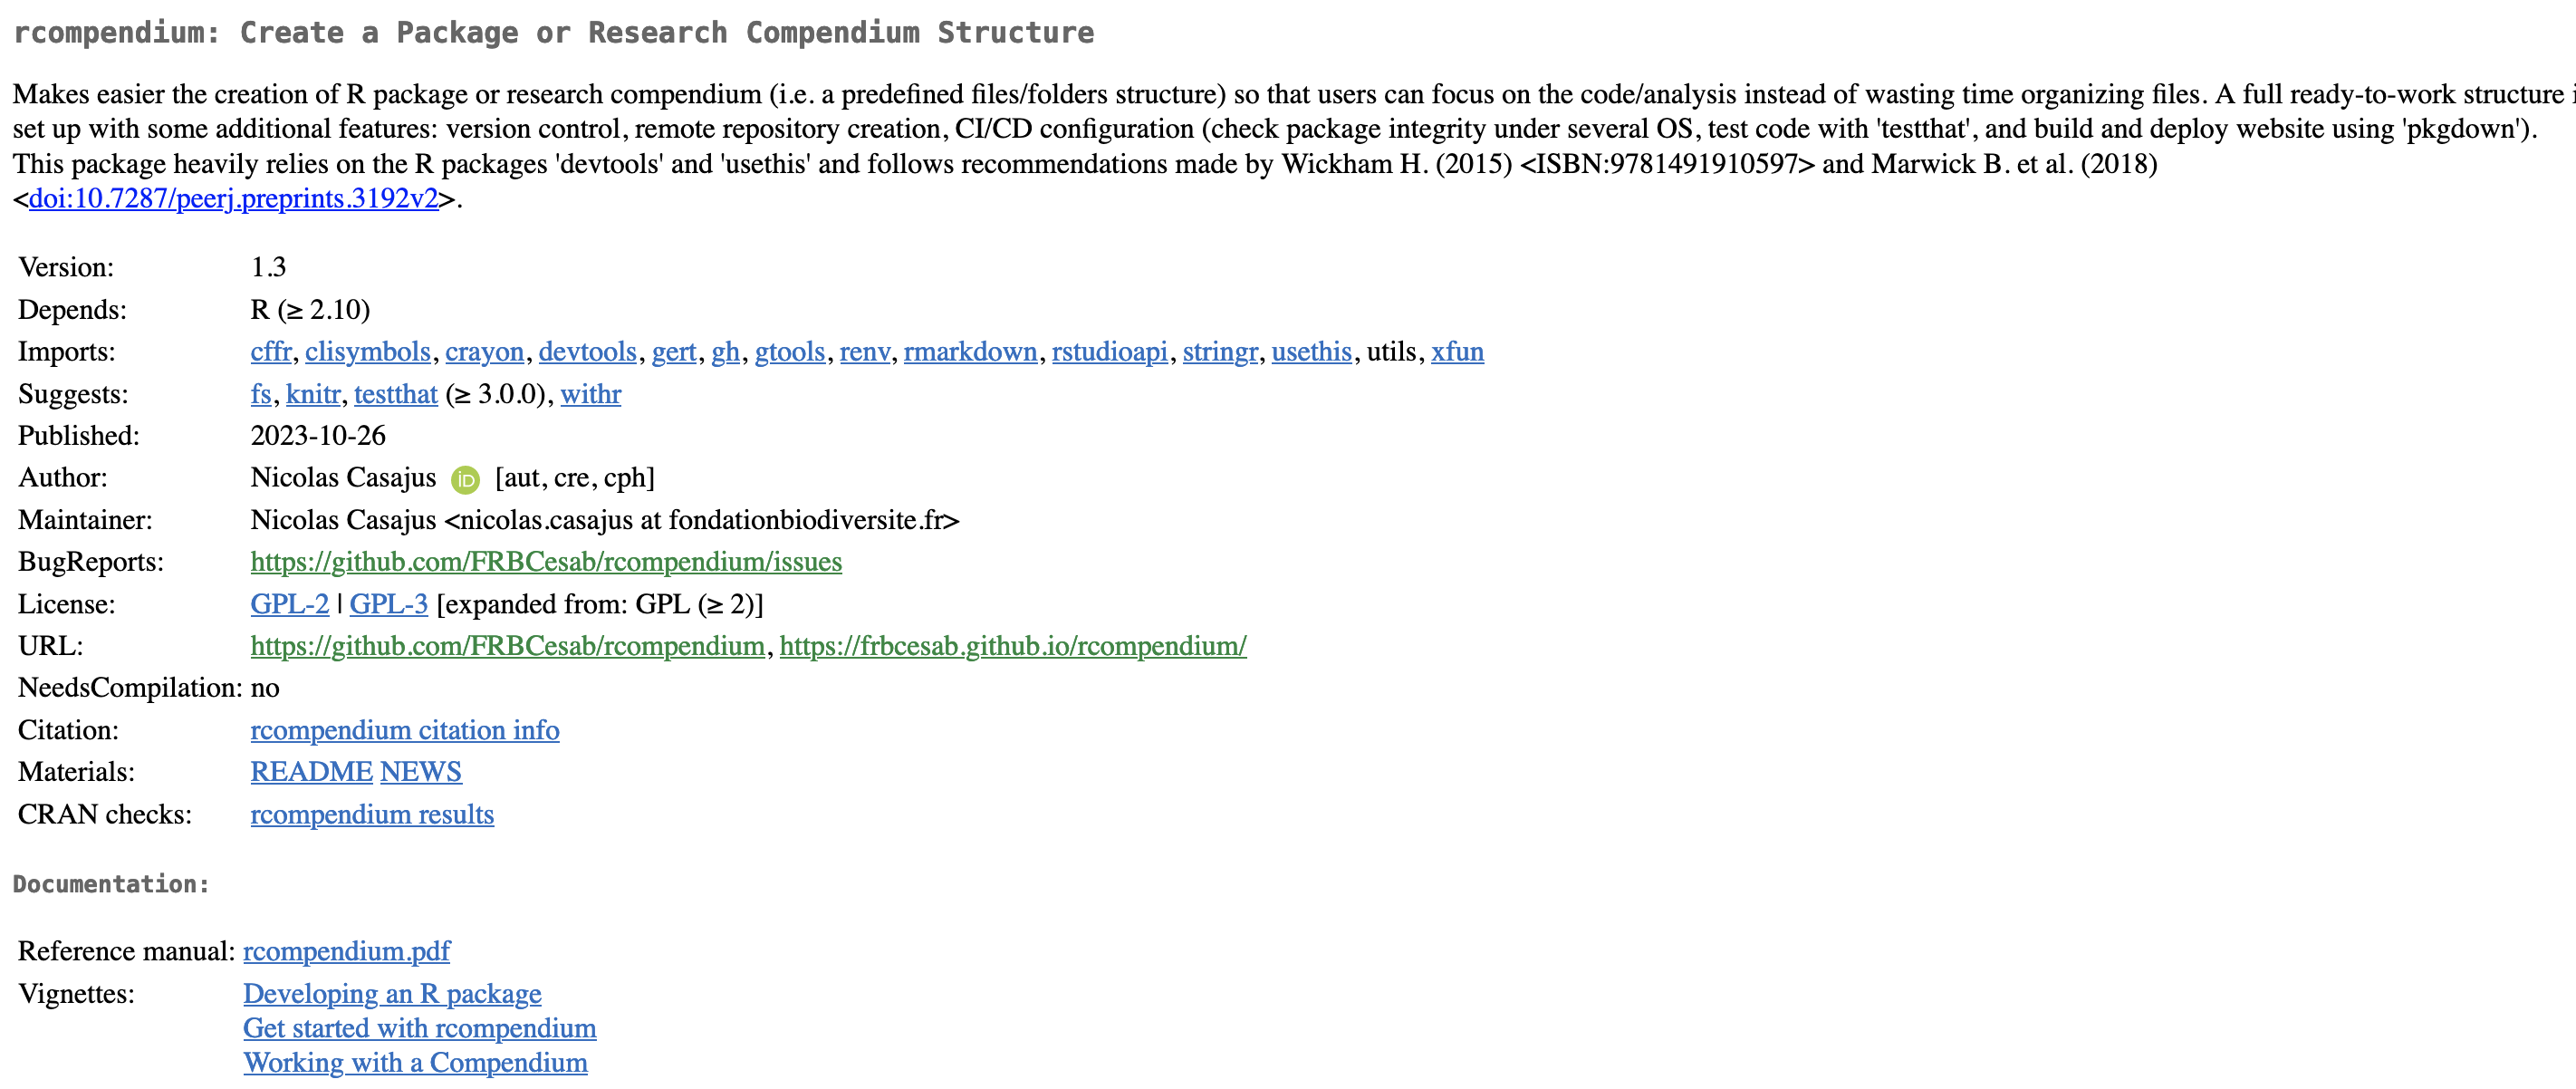 rcompendium: Create a Package or Research Compendium Structure
Makes easier the creation of R package or research compendium (i.e. a predefined files/folders structure) so that users can focus on the code/analysis instead of wasting time organizing files. A full ready-to-work structure
set up with some additional features: version control, remote repository creation, CI/CD configuration (check package integrity under several OS, test code with 'testthat', and build and deploy website using 'pkgdown').
This package heavily relies on the R packages 'devtools' and 'usethis' and follows recommendations made by Wickham H. (2015) <ISBN:9781491910597> and Marwick B. et al. (2018)
<doi:10.7287/peerj.preprints.3192v2>.
Version: 1.3
Depends: R (≥ 2.10)
Imports: cffr, clisymbols, crayon, devtools, gert, gh, gtools, renv, rmarkdown, rstudioapi, stringr, usethis, utils, xfun
Suggests: fs, knitr, testthat (≥ 3.0.0), withr
Published: 2023-10-26
Author: Nicolas Casajus iD [aut, cre, cph]
Maintainer: Nicolas Casajus <nicolas.casajus at fondationbiodiversite.fr>
BugReports: https://github.com/FRBCesab/rcompendium/issues
License: GPL-2 | GPL-3 [expanded from: GPL (≥ 2)]
URL: https://github.com/FRBCesab/rcompendium, https://frbcesab.github.io/rcompendium/
NeedsCompilation: no
Citation: rcompendium citation info
Materials: README NEWS
CRAN checks: rcompendium results
Documentation:
Reference manual: rcompendium.pdf
Vignettes: Developing an R package
Get started with rcompendium
Working with a Compendium